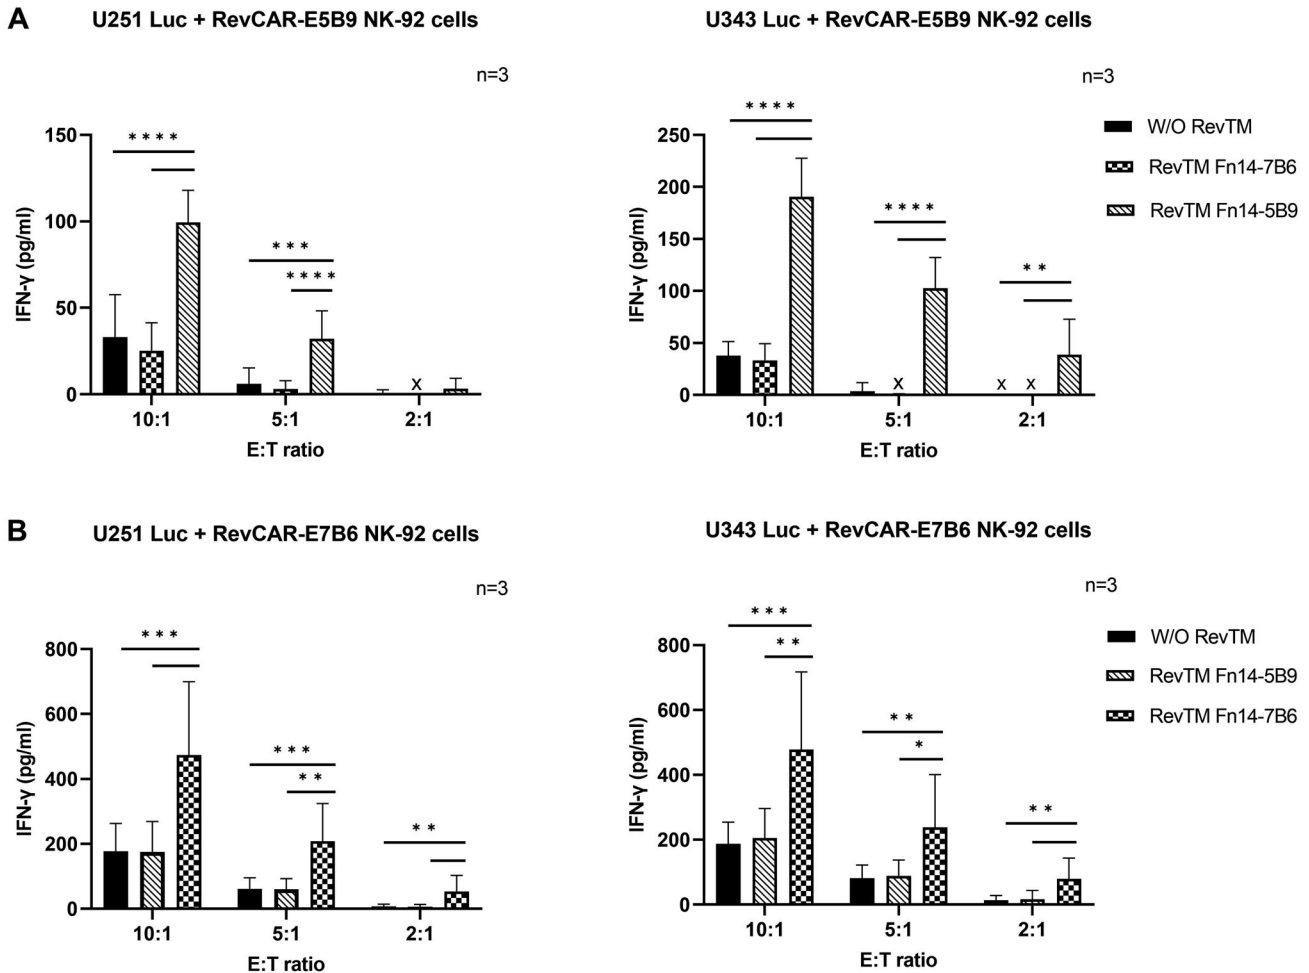 A
U251 Luc + RevCAR-E5B9 NK-92 cells
n=3
IFN-γ (pg/ml)
150
100
50
0
* * * *
* * *
* * * *
X
10:1
5:1
2:1
E:T ratio
U343 Luc + RevCAR-E5B9 NK-92 cells
n=3
IFN-γ (pg/ml)
250
200
150
100
50
0
* * * *
* * * *
* *
X
X
X
10:1
5:1
2:1
E:T ratio
W/O RevTM
RevTM Fn14-7B6
RevTM Fn14-5B9
B
U251 Luc + RevCAR-E7B6 NK-92 cells
n=3
IFN-γ (pg/ml)
800
600
400
200
0
* * *
* * *
* *
* *
10:1
5:1
2:1
E:T ratio
U343 Luc + RevCAR-E7B6 NK-92 cells
n=3
IFN-γ (pg/ml)
800
600
400
200
0
* * *
* *
* *
*
* *
10:1
5:1
2:1
E:T ratio
W/O RevTM
RevTM Fn14-5B9
RevTM Fn14-7B6